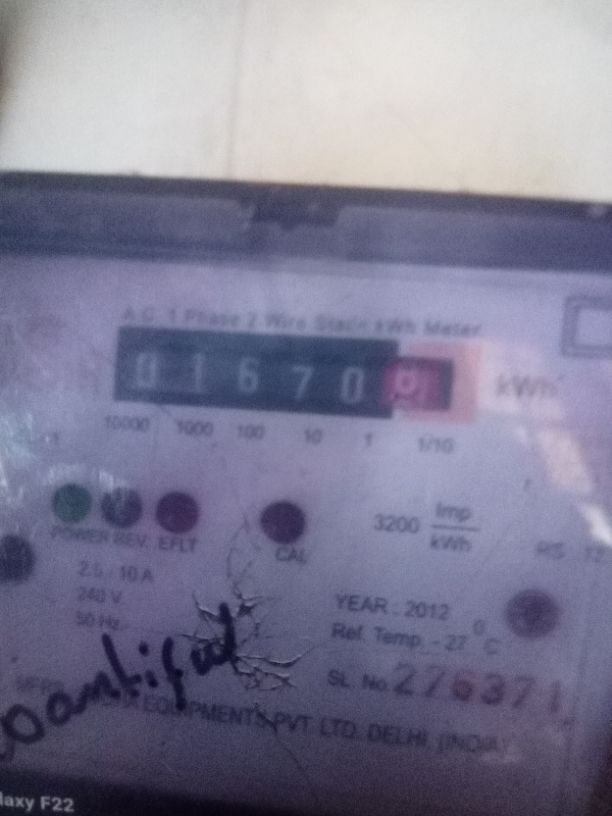 A.C. 1 Phase 2 Wire Static kWh Meter
0 1 6 7 0
kWh
10000 1000 100 10 1 1/10
POWER REV. EFLT
CAL
3200 Imp/kWh
2.5 - 10 A
240 V
50 Hz
YEAR : 2012
Ref. Temp. - 27 °C
SL. No. 276371
EQUIPMENTS PVT. LTD. DELHI (INDIA)
laxy F22